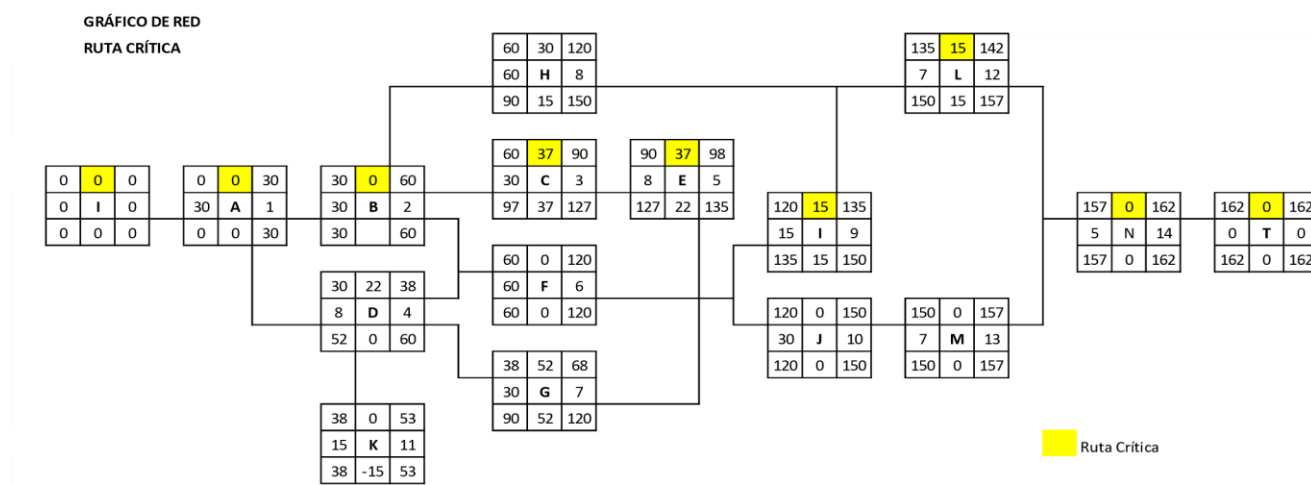 GRÁFICO DE RED
RUTA CRÍTICA
60 30 120
60 H 8
90 15 150
135 15 142
7 L 12
150 15 157
60 37 90
30 C 3
97 37 127
90 37 98
8 E 5
127 22 135
0 0 0
0 I 0
0 0 0
0 0 30
30 A 1
0 0 30
30 0 60
30 B 2
30 60
120 15 135
15 I 9
135 15 150
157 0 162
5 N 14
157 0 162
162 0 162
0 T 0
162 0 162
60 0 120
60 F 6
60 0 120
30 22 38
8 D 4
52 0 60
120 0 150
30 J 10
120 0 150
150 0 157
7 M 13
150 0 157
38 52 68
30 G 7
90 52 120
38 0 53
15 K 11
38 -15 53
Ruta Crítica